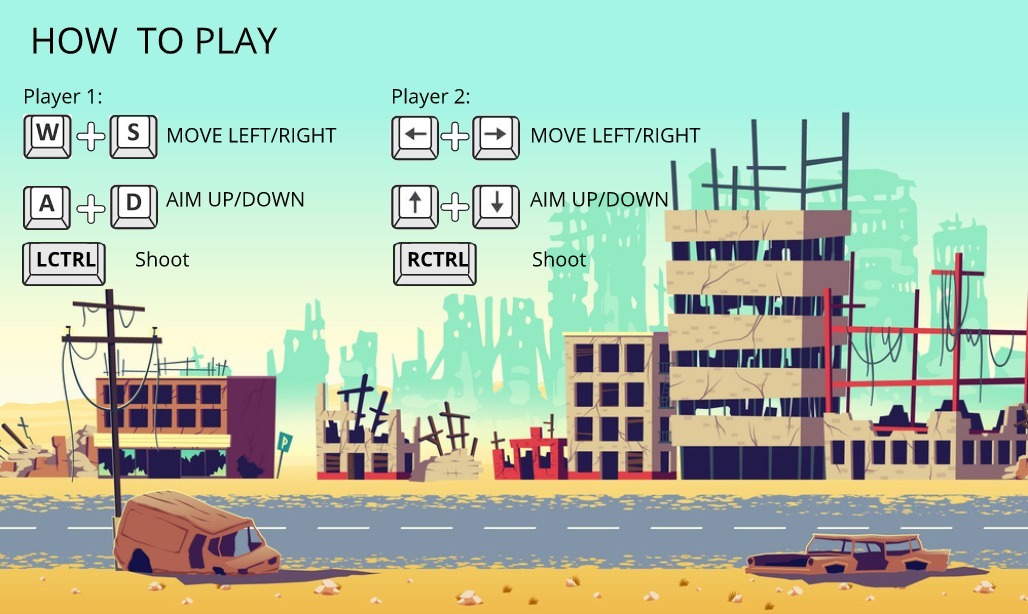 HOW TO PLAY
Player 1:
W + S MOVE LEFT/RIGHT
A + D AIM UP/DOWN
LCTRL Shoot
Player 2:
← + → MOVE LEFT/RIGHT
↑ + ↓ AIM UP/DOWN
RCTRL Shoot
P